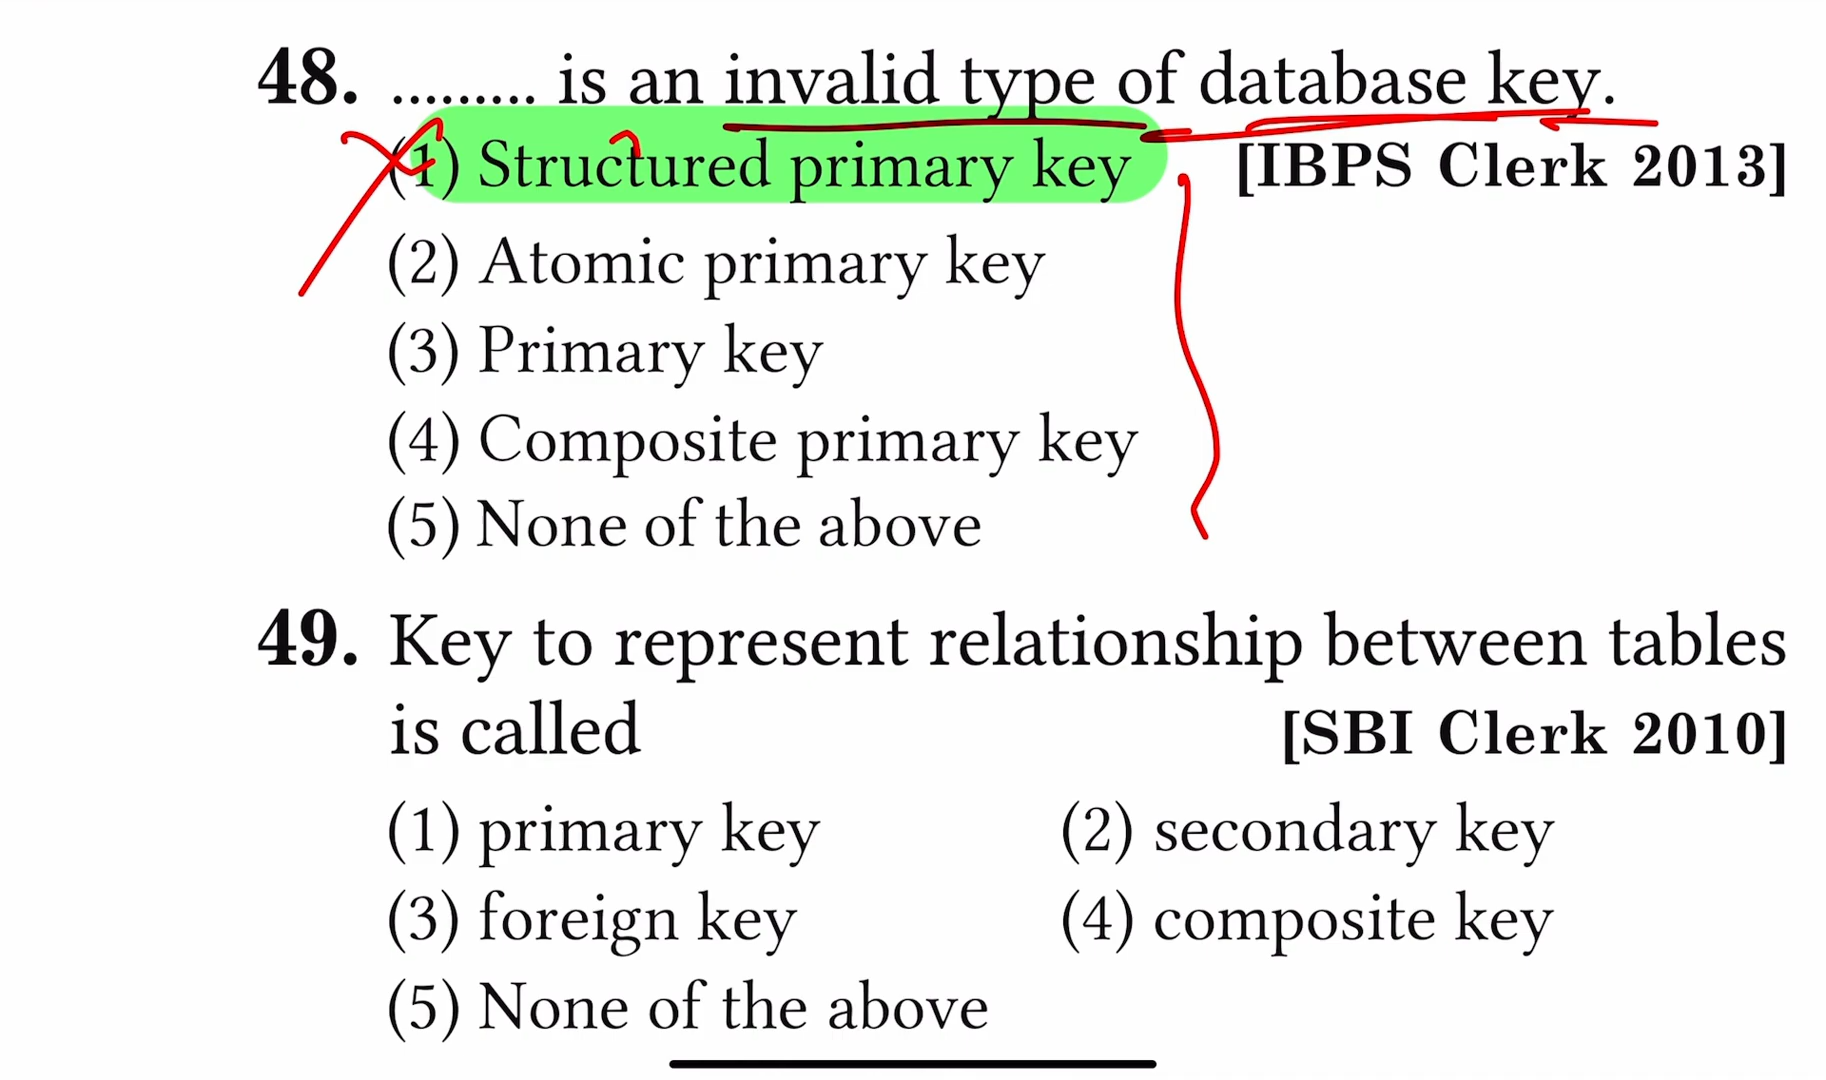 48. ......... is an invalid type of database key.
(1) Structured primary key [IBPS Clerk 2013]
(2) Atomic primary key
(3) Primary key
(4) Composite primary key
(5) None of the above
49. Key to represent relationship between tables
is called [SBI Clerk 2010]
(1) primary key (2) secondary key
(3) foreign key (4) composite key
(5) None of the above